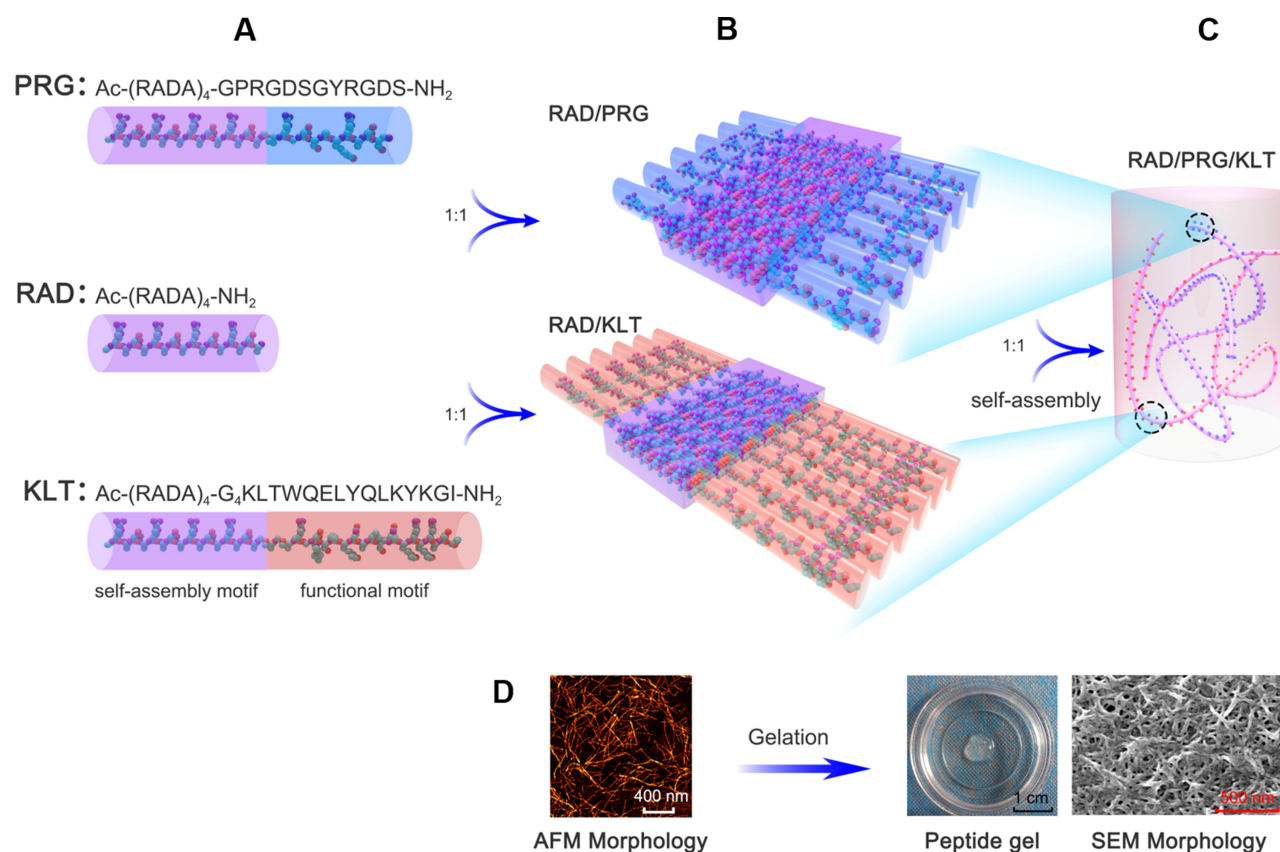 A
B
C
PRG: Ac-(RADA)₄-GPRGDSGYRGDS-NH₂
RAD/PRG
RAD/PRG/KLT
1:1
RAD: Ac-(RADA)₄-NH₂
RAD/KLT
1:1
self-assembly
1:1
KLT: Ac-(RADA)₄-G₄KLTWQELYQLKYKGI-NH₂
self-assembly motif
functional motif
D
Gelation
400 nm
1 cm
500 nm
AFM Morphology
Peptide gel
SEM Morphology